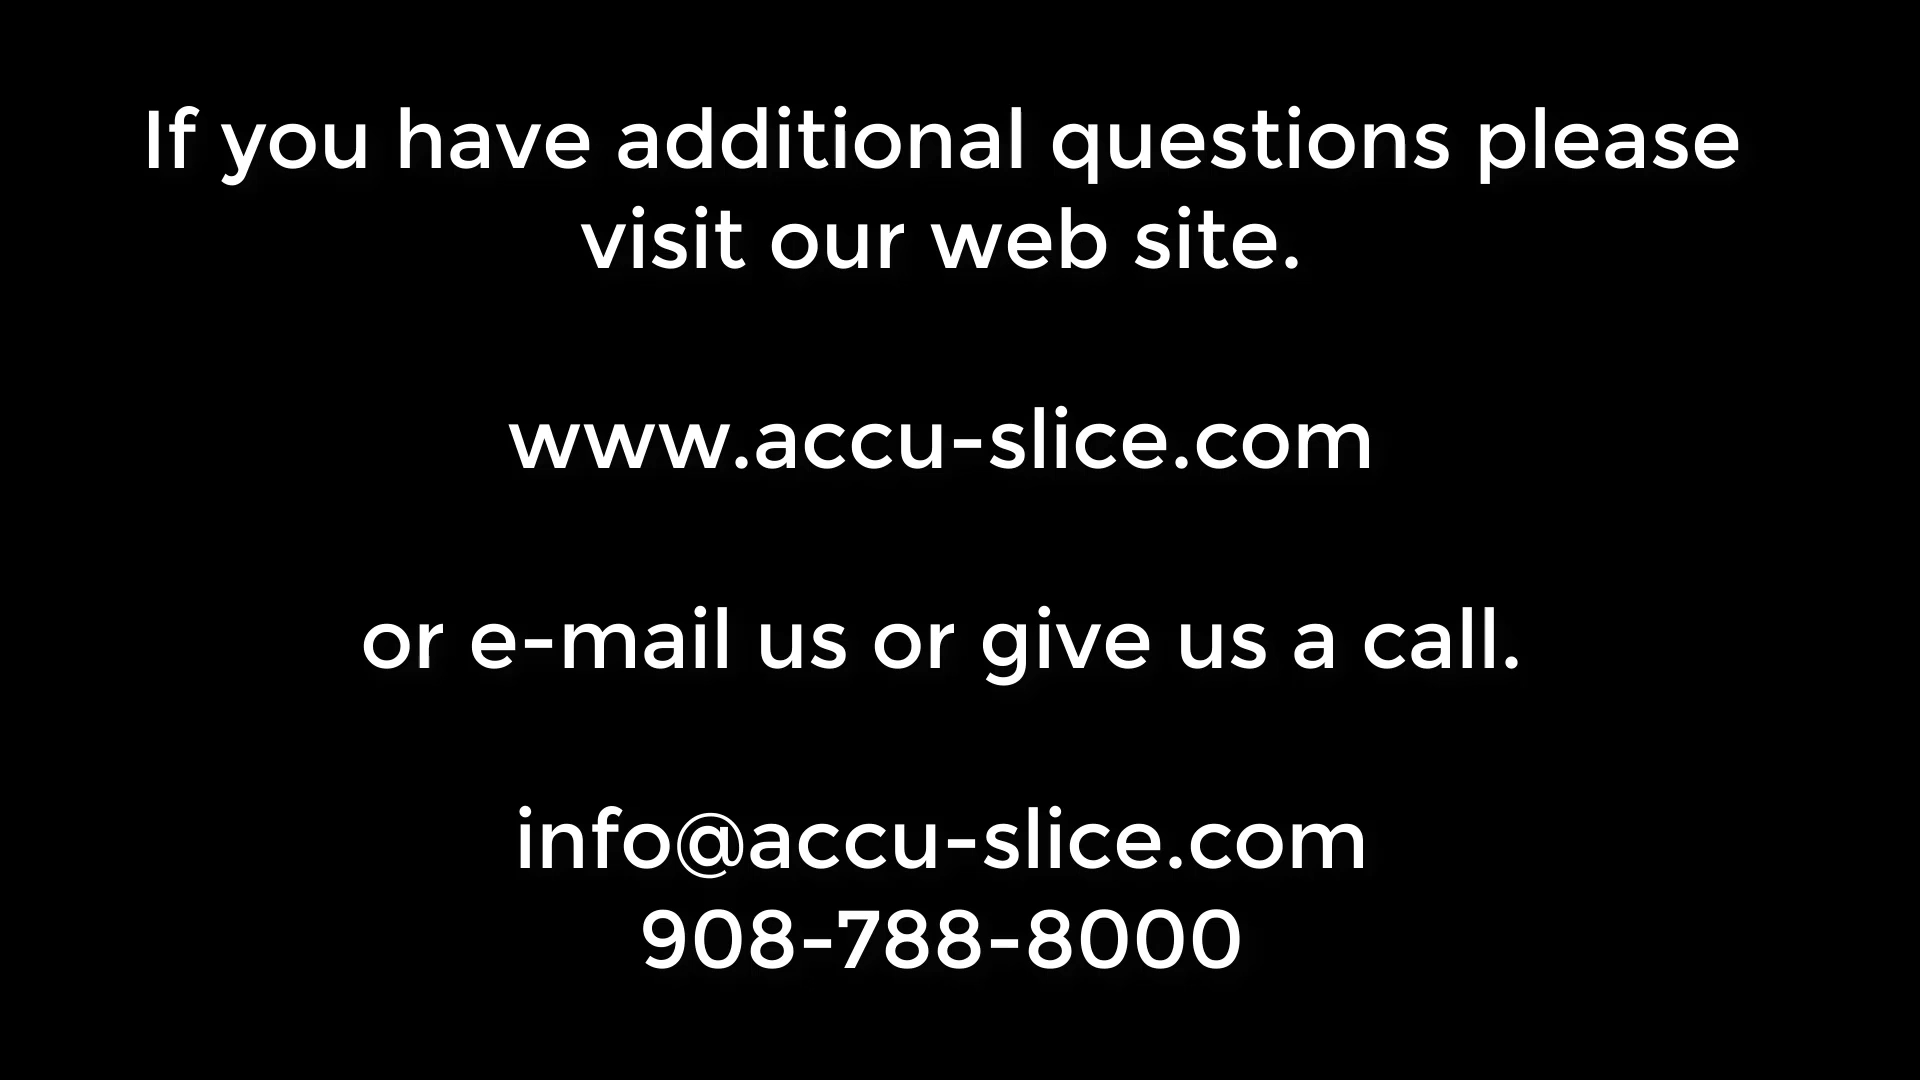 If you have additional questions please
visit our web site.
www.accu-slice.com
or e-mail us or give us a call.
info@accu-slice.com
908-788-8000